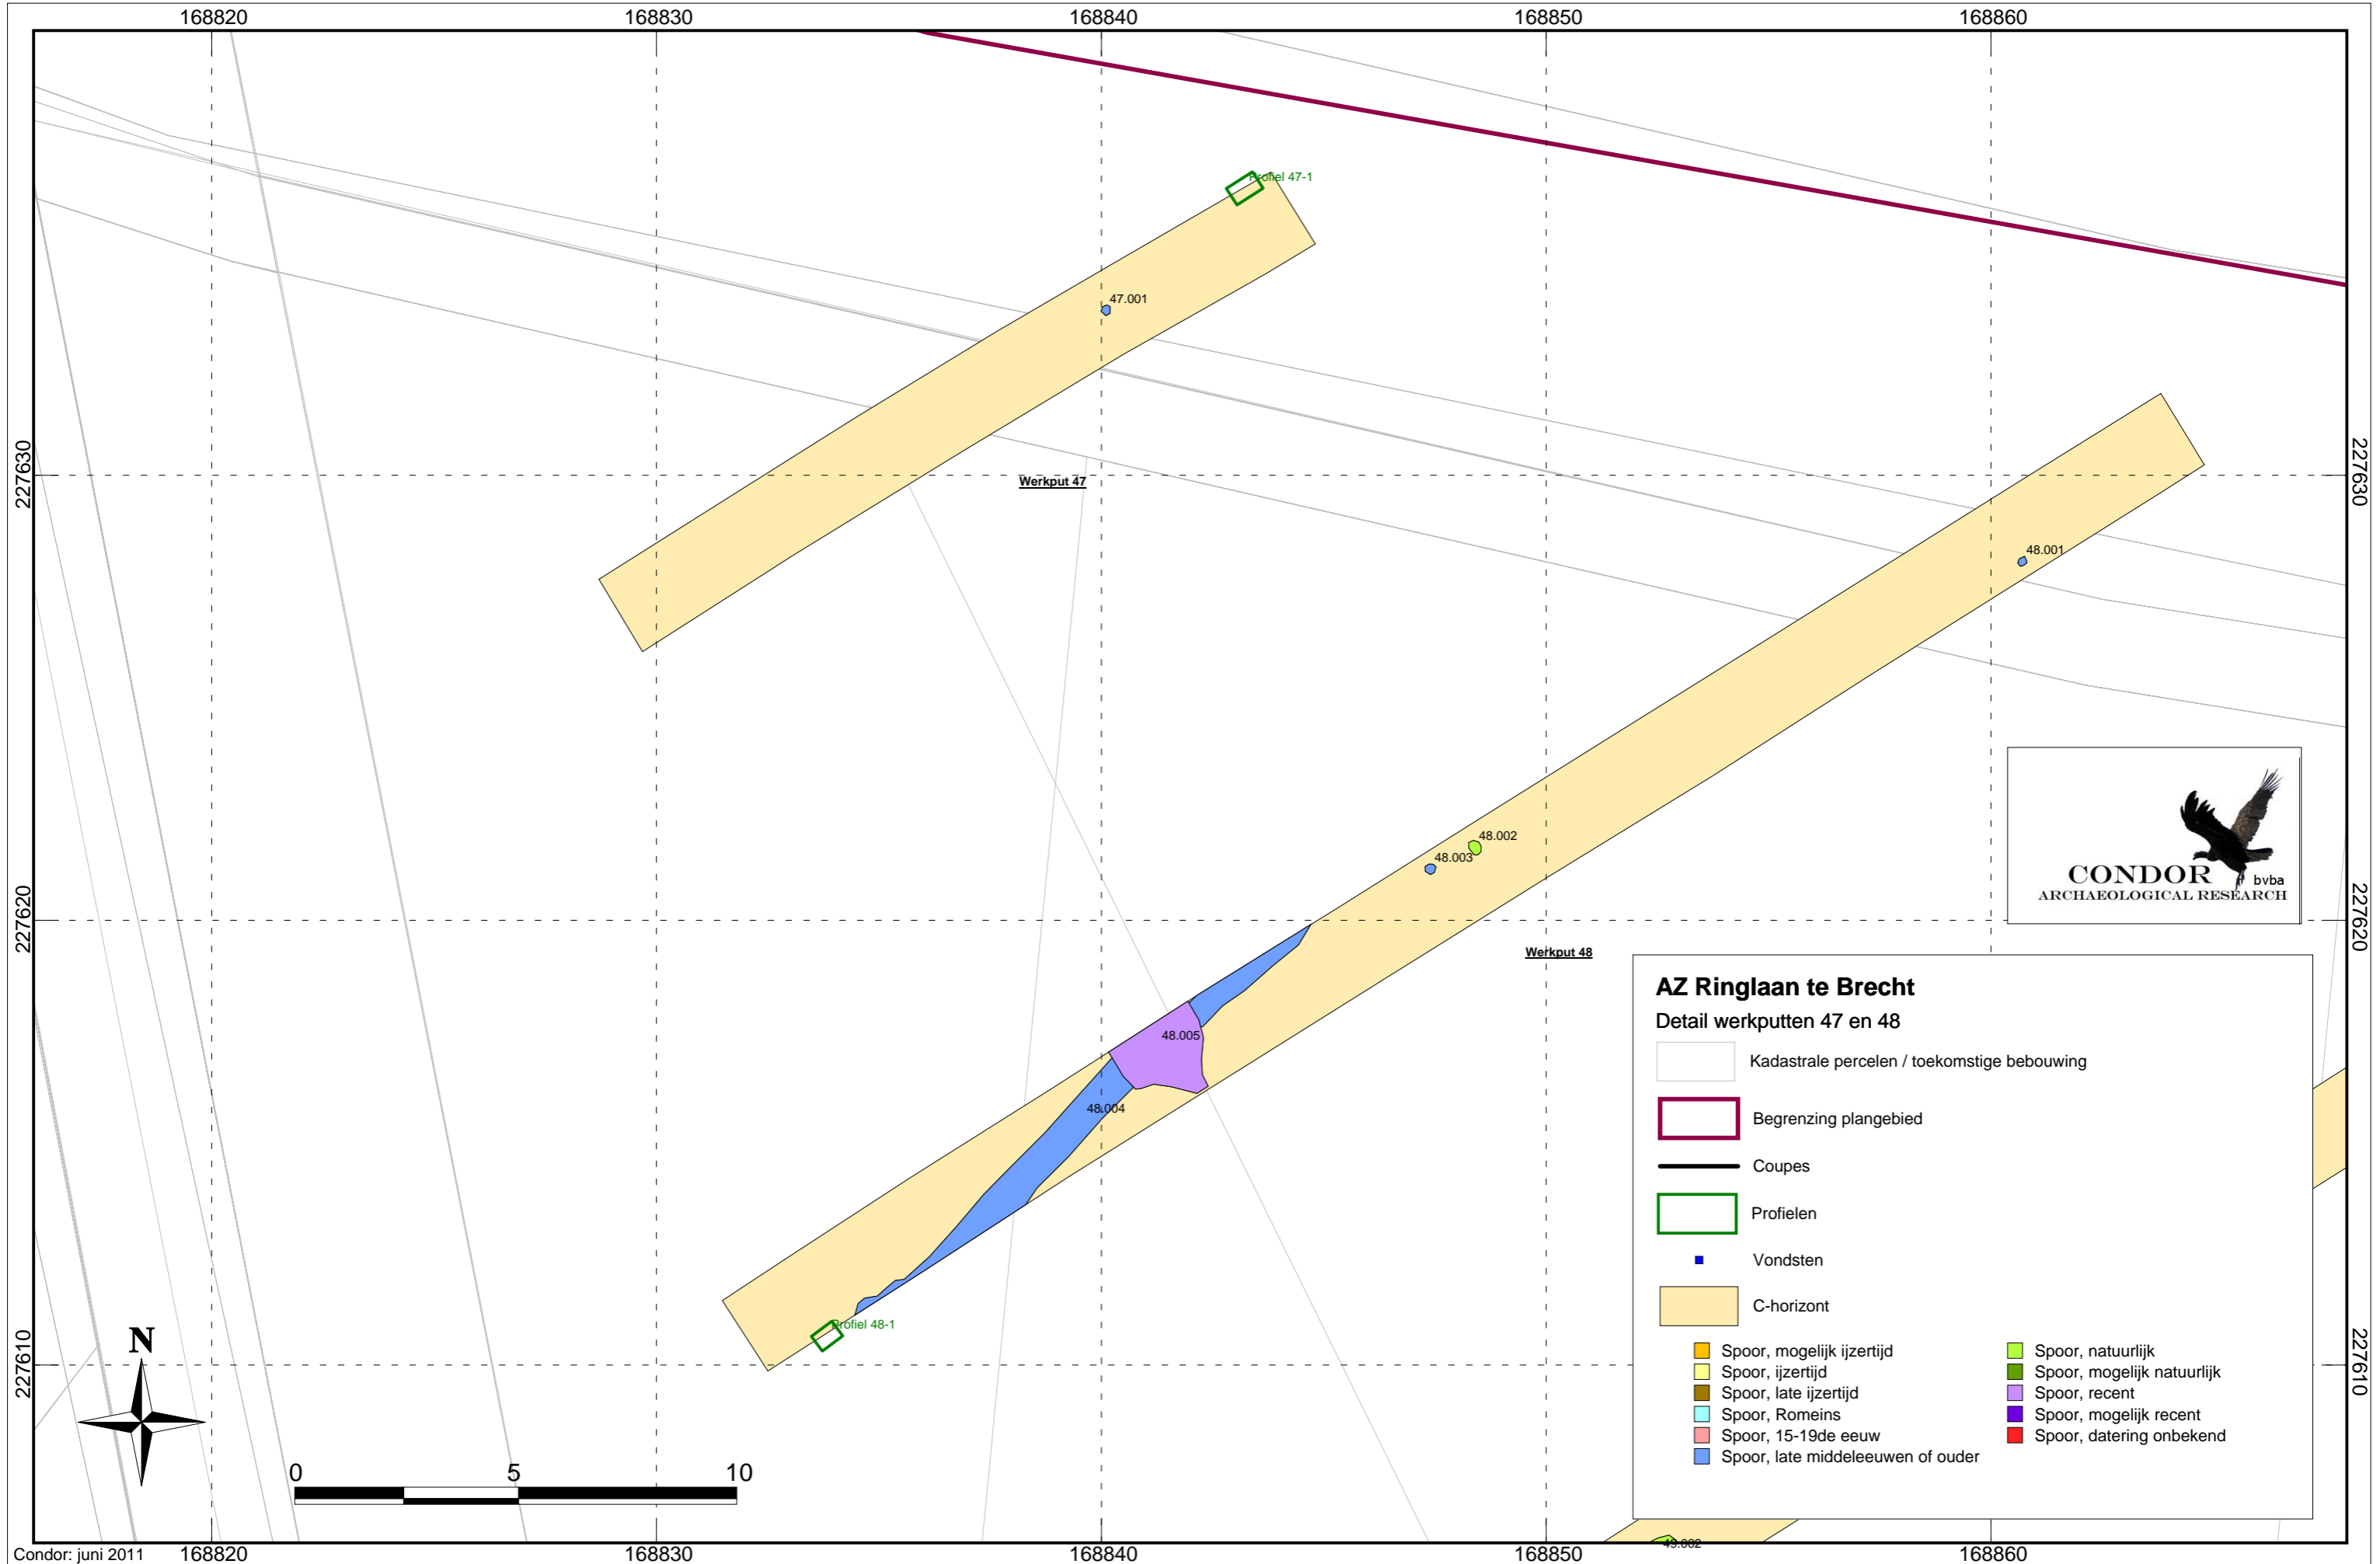 168820 168830 168840 168850 168860
Profiel 47-1
47.001
227630 227630
Werkput 47
48.001
48.002
48.003
CONDOR bvba
ARCHAEOLOGICAL RESEARCH
227620 227620
Werkput 48
AZ Ringlaan te Brecht
Detail werkputten 47 en 48
48.005
Kadastrale percelen / toekomstige bebouwing
48.004
Begrenzing plangebied
Coupes
Profielen
Vondsten
C-horizont
Profiel 48-1
N
227610 227610
Spoor, mogelijk ijzertijd
Spoor, ijzertijd
Spoor, late ijzertijd
Spoor, Romeins
Spoor, 15-19de eeuw
Spoor, late middeleeuwen of ouder
Spoor, natuurlijk
Spoor, mogelijk natuurlijk
Spoor, recent
Spoor, mogelijk recent
Spoor, datering onbekend
0 5 10
49.002
Condor: juni 2011
168820 168830 168840 168850 168860